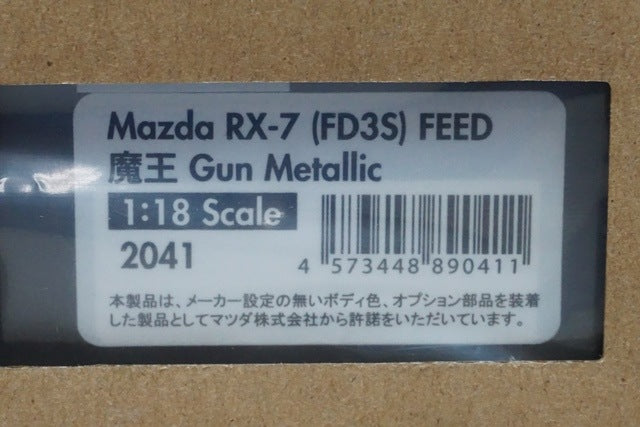 Mazda RX-7 (FD3S) FEED
魔王 Gun Metallic
1:18 Scale
2041
4 573448 890411
本製品は、メーカー設定の無いボディ色、オプション部品を装着
した製品としてマツダ株式会社から許諾をいただいています。